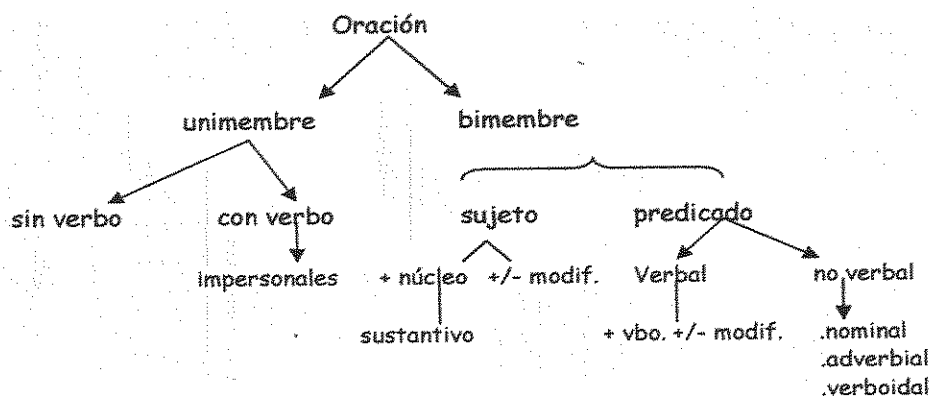 Oración
unimembre bimembre
sin verbo con verbo sujeto predicado
impersonales + núcleo +/- modif. Verbal no verbal
sustantivo + vbo. +/- modif. .nominal
.adverbial
.verboidal